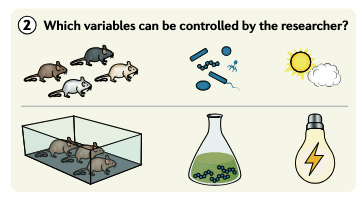 2 Which variables can be controlled by the researcher?